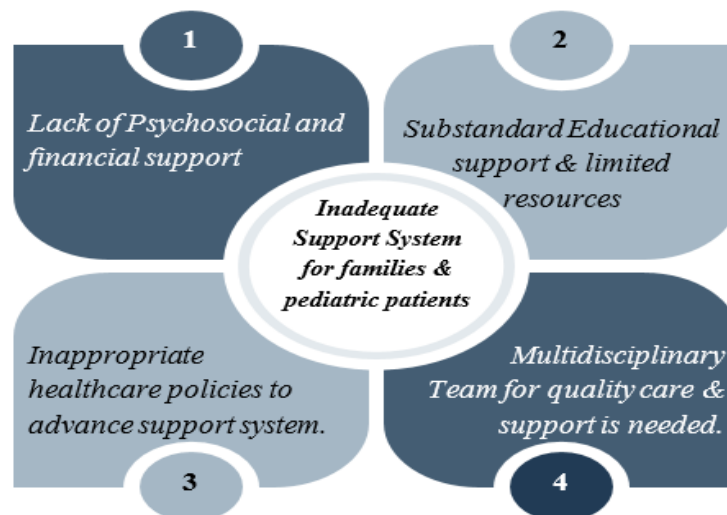 1
Lack of Psychosocial and
financial support
2
Substandard Educational
support & limited
resources
Inadequate
Support System
for families &
pediatric patients
Inappropriate
healthcare policies to
advance support system.
3
Multidisciplinary
Team for quality care &
support is needed.
4